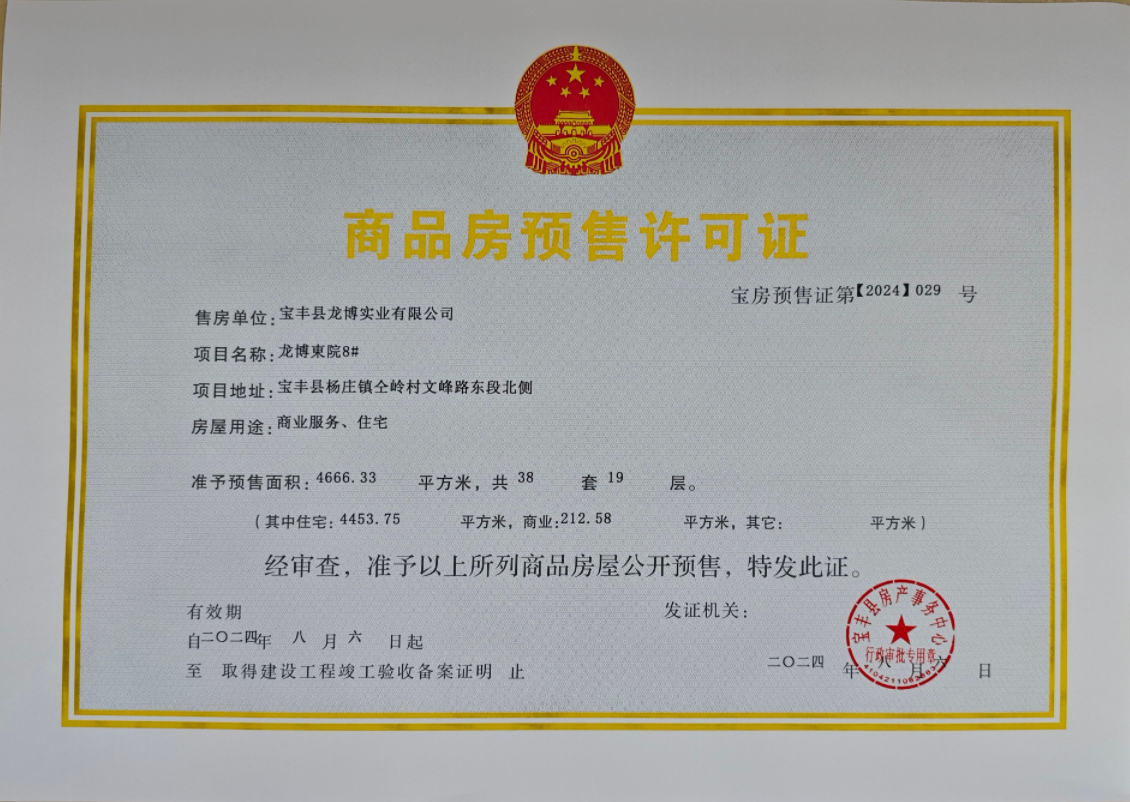 商品房预售许可证
宝房预售证第【2024】029 号
售房单位:宝丰县龙博实业有限公司
项目名称:龙博東院8#
项目地址:宝丰县杨庄镇仝岭村文峰路东段北侧
房屋用途:商业服务、住宅
准予预售面积:4666.33 平方米,共 38 套 19 层。
(其中住宅:4453.75 平方米,商业:212.58 平方米,其它: 平方米)
经审查,准予以上所列商品房屋公开预售,特发此证。
有效期
发证机关:
自二〇二四年 八 月 六 日起
至 取得建设工程竣工验收备案证明 止
二〇二四 年 八 月 六 日
宝丰县房产事务中心
行政审批专用章